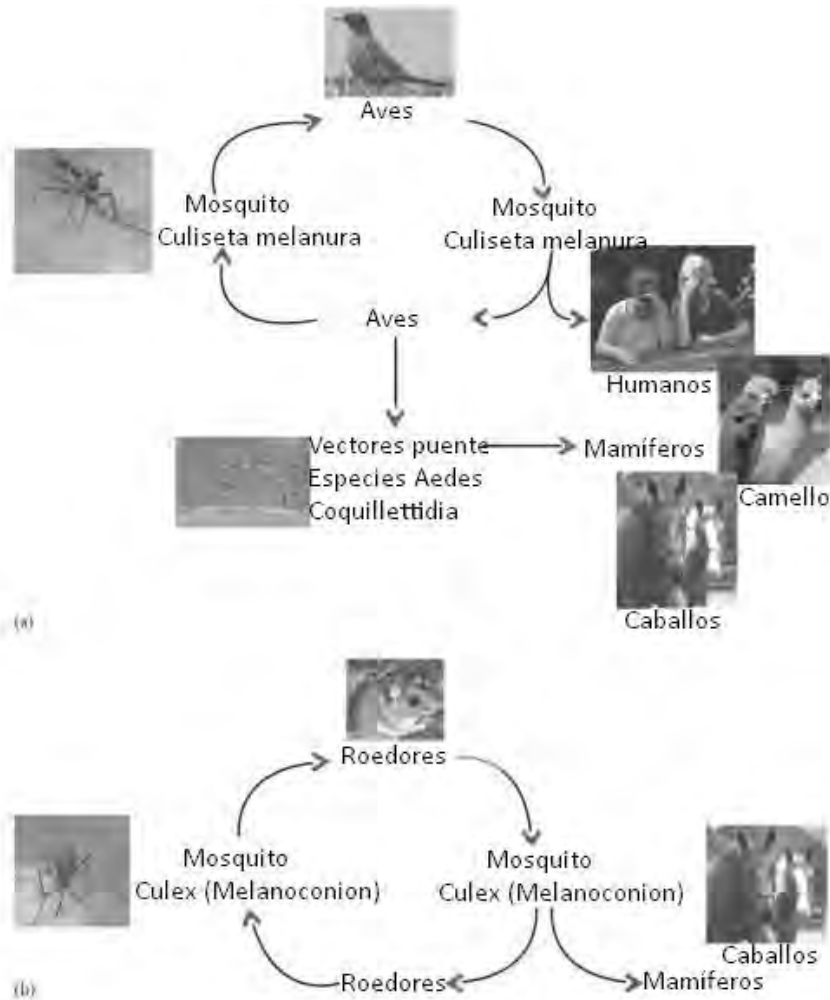 Aves
Mosquito
Culiseta melanura
Mosquito
Culiseta melanura
Aves
Humanos
Vectores puente
Especies Aedes
Coquillettidia
Mamíferos
Camello
Caballos
(a)
Roedores
Mosquito
Culex (Melanoconion)
Mosquito
Culex (Melanoconion)
Caballos
Roedores
Mamíferos
(b)